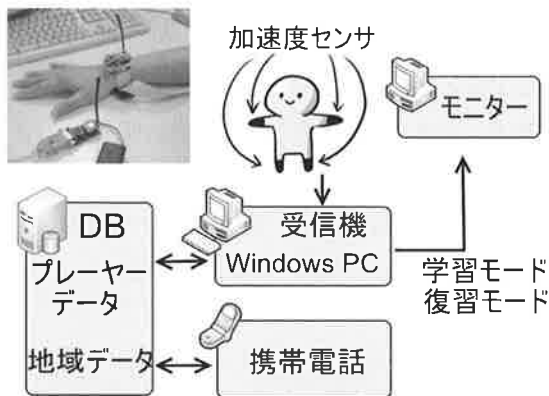 加速度センサ
モニター
DB
プレーヤー
データ
地域データ
受信機
Windows PC
学習モード
復習モード
携帯電話